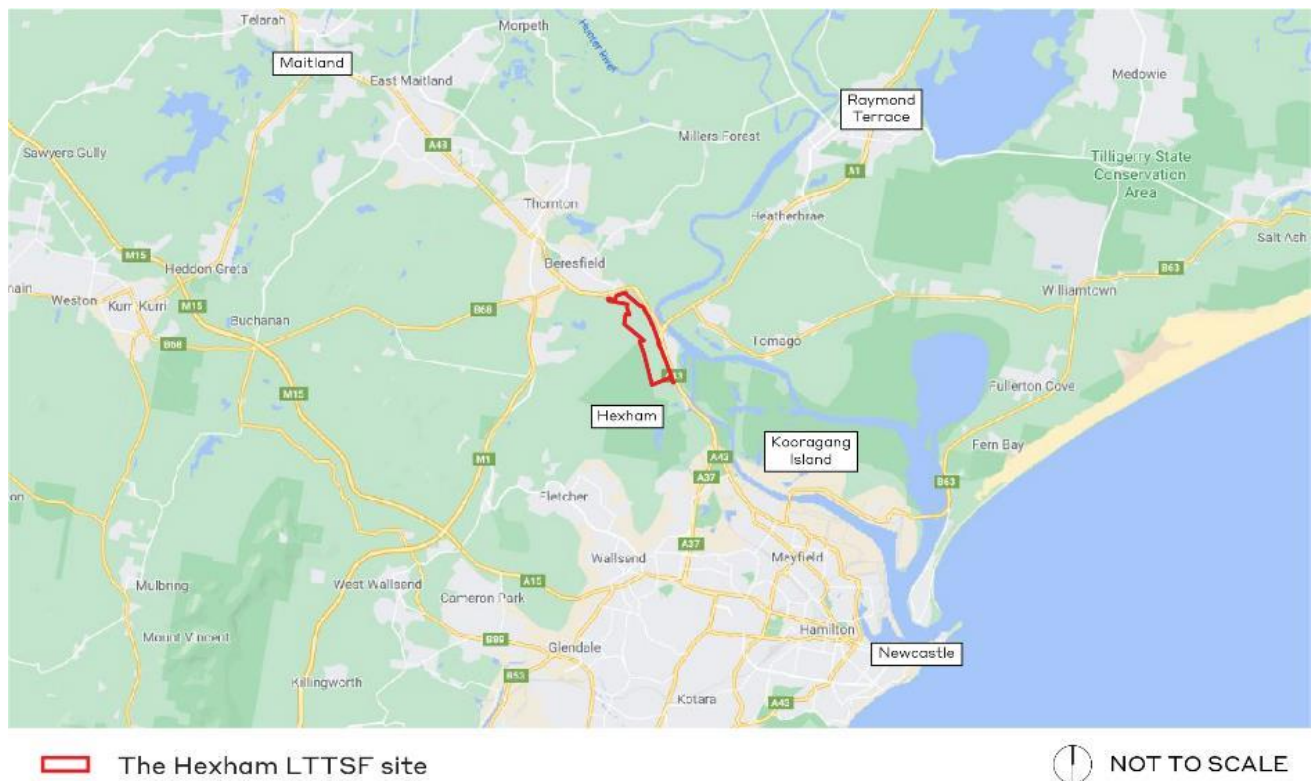 Telarah
Morpeth
Hunter River
Medowie
Maitland
East Maitland
Raymond
Terrace
A43
Millers Forest
Sawyers Gully
Tilligerry State
Conservation
Area
A1
Thornton
Heatherbrae
Salt Ash
M15
Beresfield
B63
Heddon Greta
Williamtown
Weston
Kurri Kurri
M15
B68
Buchanan
Tomago
B68
Fullerton Cove
M15
Hexham
Kooragang
Island
Fern Bay
A43
M1
A37
B63
Fletcher
A37
Wallsend
Mayfield
A15
Mulbring
West Wallsend
Cameron Park
Hamilton
Mount Vincent
B89
Glendale
Newcastle
B53
Killingworth
Kotara
A43
The Hexham LTTSF site
NOT TO SCALE